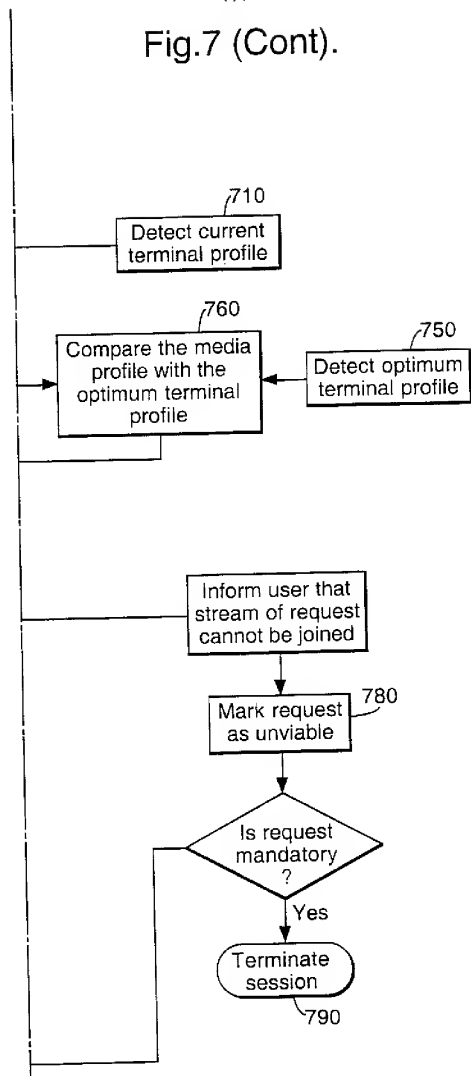 Fig.7 (Cont).
710
Detect current
terminal profile
760
Compare the media
profile with the
optimum terminal
profile
750
Detect optimum
terminal profile
Inform user that
stream of request
cannot be joined
Mark request
as unviable
780
Is request
mandatory
?
Yes
Terminate
session
790